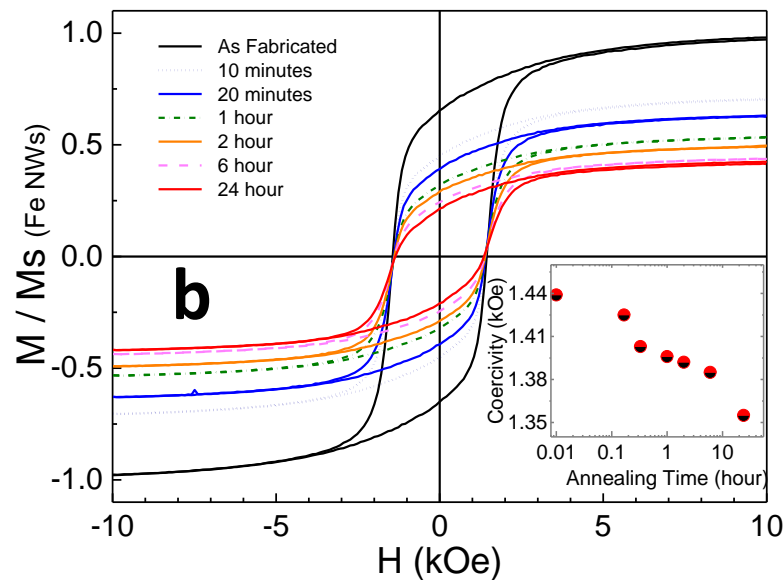 M / Ms (Fe NWs)
1.0
0.5
0.0
-0.5
-1.0
As Fabricated
10 minutes
20 minutes
1 hour
2 hour
6 hour
24 hour
b
Coercivity (kOe)
1.44
1.41
1.38
1.35
0.01 0.1 1 10
Annealing Time (hour)
-10 -5 0 5 10
H (kOe)